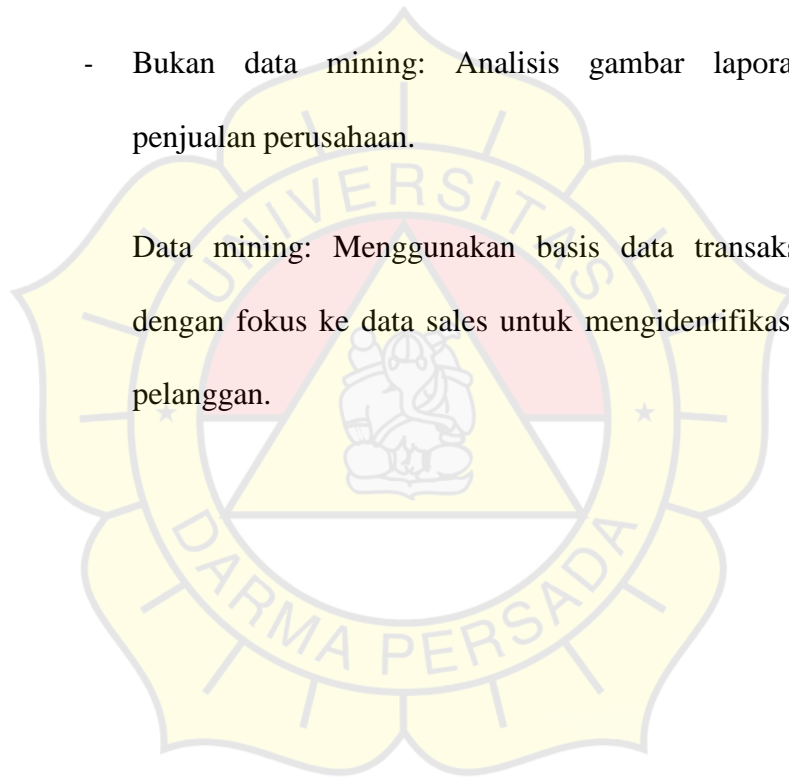 - Bukan data mining: Analisis gambar lapora
penjualan perusahaan.
Data mining: Menggunakan basis data transaks
dengan fokus ke data sales untuk mengidentifikas
pelanggan.
UNIVERSITAS
DARMA PERSADA